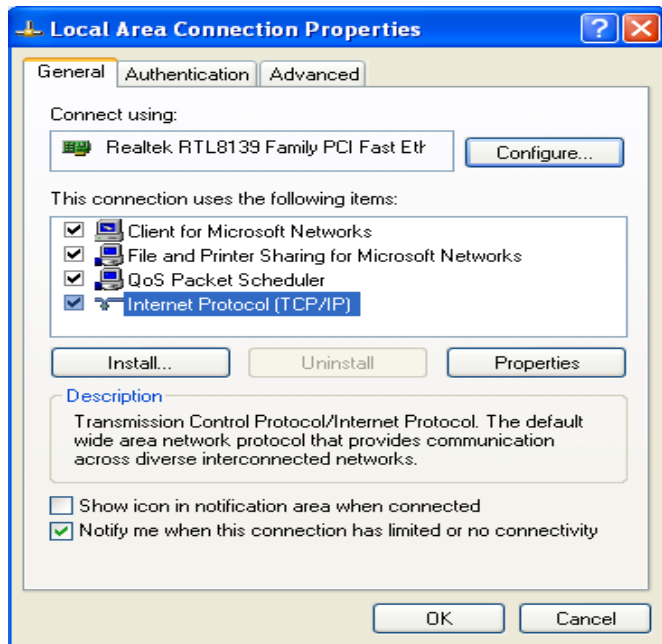 Local Area Connection Properties
General Authentication Advanced
Connect using:
Realtek RTL8139 Family PCI Fast Eth
Configure...
This connection uses the following items:
Client for Microsoft Networks
File and Printer Sharing for Microsoft Networks
QoS Packet Scheduler
Internet Protocol (TCP/IP)
Install... Uninstall Properties
Description
Transmission Control Protocol/Internet Protocol. The default
wide area network protocol that provides communication
across diverse interconnected networks.
Show icon in notification area when connected
Notify me when this connection has limited or no connectivity
OK Cancel